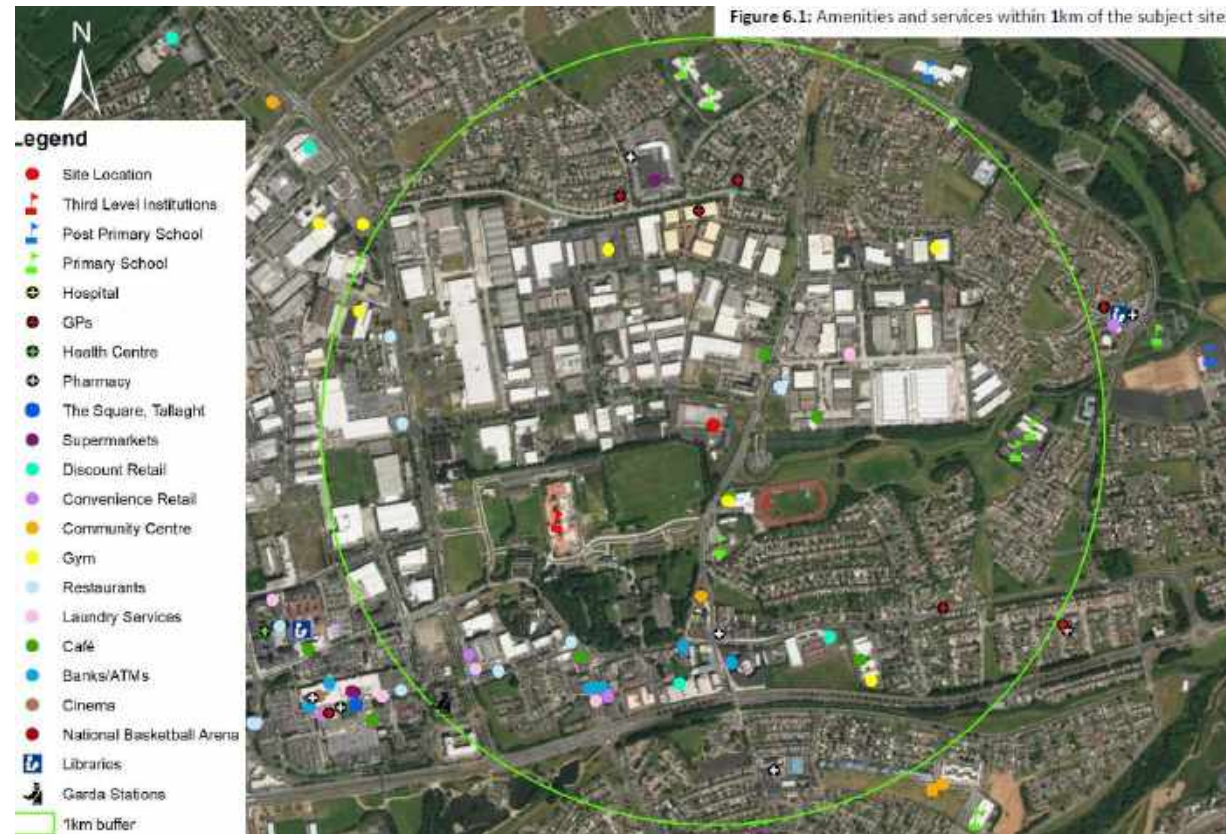 Figure 6.1: Amenities and services within 1km of the subject site
N
Legend
Site Location
Third Level Institutions
Post Primary School
Primary School
Hospital
GPs
Health Centre
Pharmacy
The Square, Tallaght
Supermarkets
Discount Retail
Convenience Retail
Community Centre
Gym
Restaurants
Laundry Services
Café
Banks/ATMs
Cinema
National Basketball Arena
Libraries
Garda Stations
1km buffer